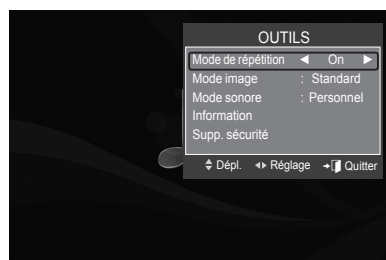 OUTILS
Mode de répétition ◀ On ▶
Mode image : Standard
Mode sonore : Personnel
Information
Supp. sécurité
Dépl. Réglage Quitter